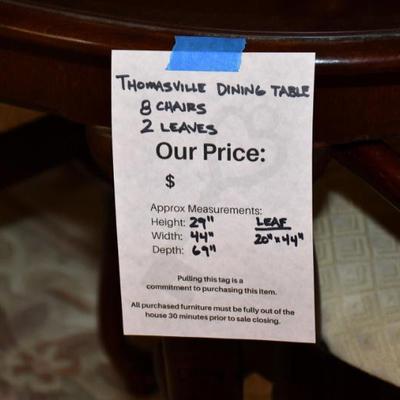 THOMASVILLE DINING TABLE
8 CHAIRS
2 LEAVES
Our Price:
$
Approx Measurements:
Height: 29" LEAF
Width: 44" 20" x 44"
Depth: 69"
Pulling this tag is a
commitment to purchasing this item.
All purchased furniture must be fully out of the
house 30 minutes prior to sale closing.